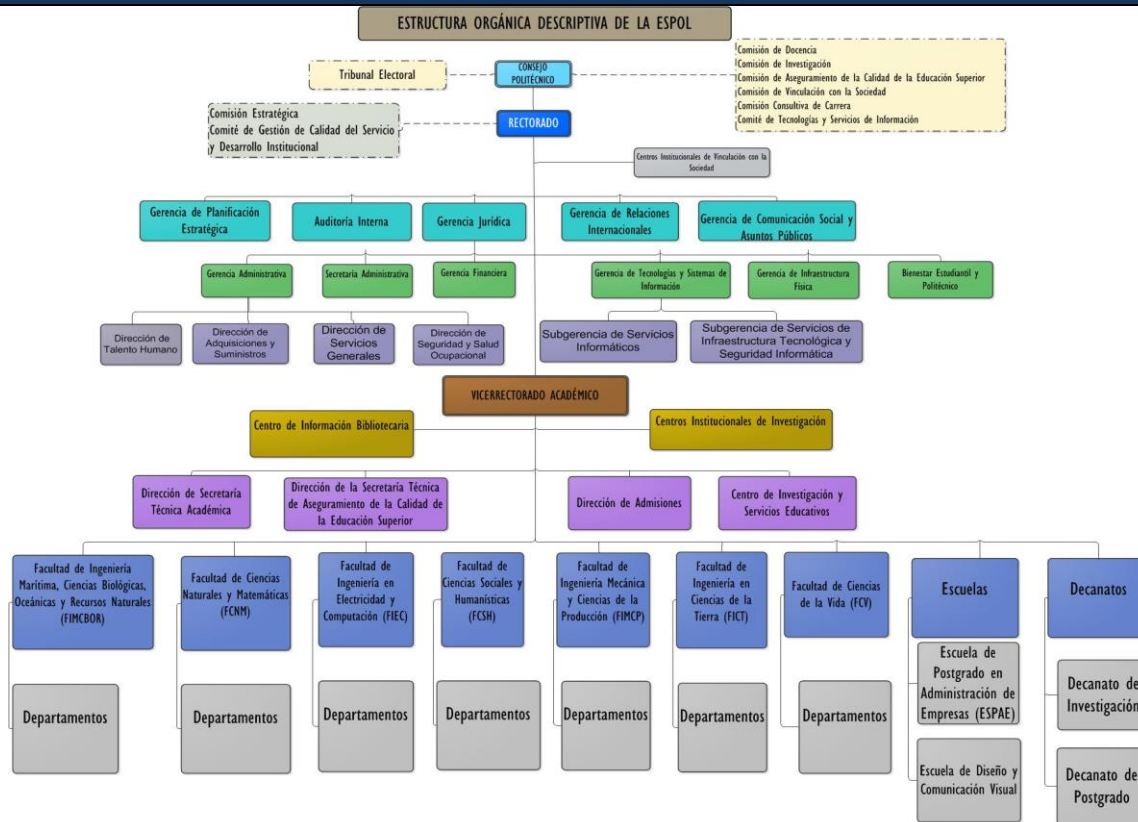 ESTRUCTURA ORGÁNICA DESCRIPTIVA DE LA ESPOL
Tribunal Electoral
CONSEJO
POLITÉCNICO
Comisión de Docencia
Comisión de Investigación
Comisión de Aseguramiento de la Calidad de la Educación Superior
Comisión de Vinculación con la Sociedad
Comisión Consultiva de Carrera
Comité de Tecnologías y Servicios de Información
Comisión Estratégica
Comité de Gestión de Calidad del Servicio
y Desarrollo Institucional
RECTORADO
Centros Institucionales de Vinculación con la
Sociedad
Gerencia de Planificación
Estratégica
Auditoría Interna
Gerencia Jurídica
Gerencia de Relaciones
Internacionales
Gerencia de Comunicación Social y
Asuntos Públicos
Gerencia Administrativa
Secretaría Administrativa
Gerencia Financiera
Gerencia de Tecnologías y Sistemas de
Información
Gerencia de Infraestructura
Física
Bienestar Estudiantil y
Politécnico
Dirección de
Talento Humano
Dirección de
Adquisiciones y
Suministros
Dirección de
Servicios
Generales
Dirección de
Seguridad y Salud
Ocupacional
Subgerencia de Servicios
Informáticos
Subgerencia de Servicios de
Infraestructura Tecnológica y
Seguridad Informática
VICERRECTORADO ACADÉMICO
Centro de Información Bibliotecaria
Centros Institucionales de Investigación
Dirección de Secretaría
Técnica Académica
Dirección de la Secretaría Técnica
de Aseguramiento de la Calidad de
la Educación Superior
Dirección de Admisiones
Centro de Investigación y
Servicios Educativos
Facultad de Ingeniería
Marítima, Ciencias Biológicas,
Oceánicas y Recursos Naturales
(FIMCBOR)
Facultad de Ciencias
Naturales y Matemáticas
(FCNM)
Facultad de
Ingeniería en
Electricidad y
Computación (FIEC)
Facultad de
Ciencias Sociales y
Humanísticas
(FCSH)
Facultad de
Ingeniería Mecánica
y Ciencias de la
Producción (FIMCP)
Facultad de
Ingeniería en
Ciencias de la
Tierra (FICT)
Facultad de Ciencias
de la Vida (FCV)
Escuelas
Decanatos
Departamentos
Departamentos
Departamentos
Departamentos
Departamentos
Departamentos
Departamentos
Escuela de
Postgrado en
Administración de
Empresas (ESPAE)
Decanato de
Investigación
Escuela de Diseño y
Comunicación Visual
Decanato de
Postgrado